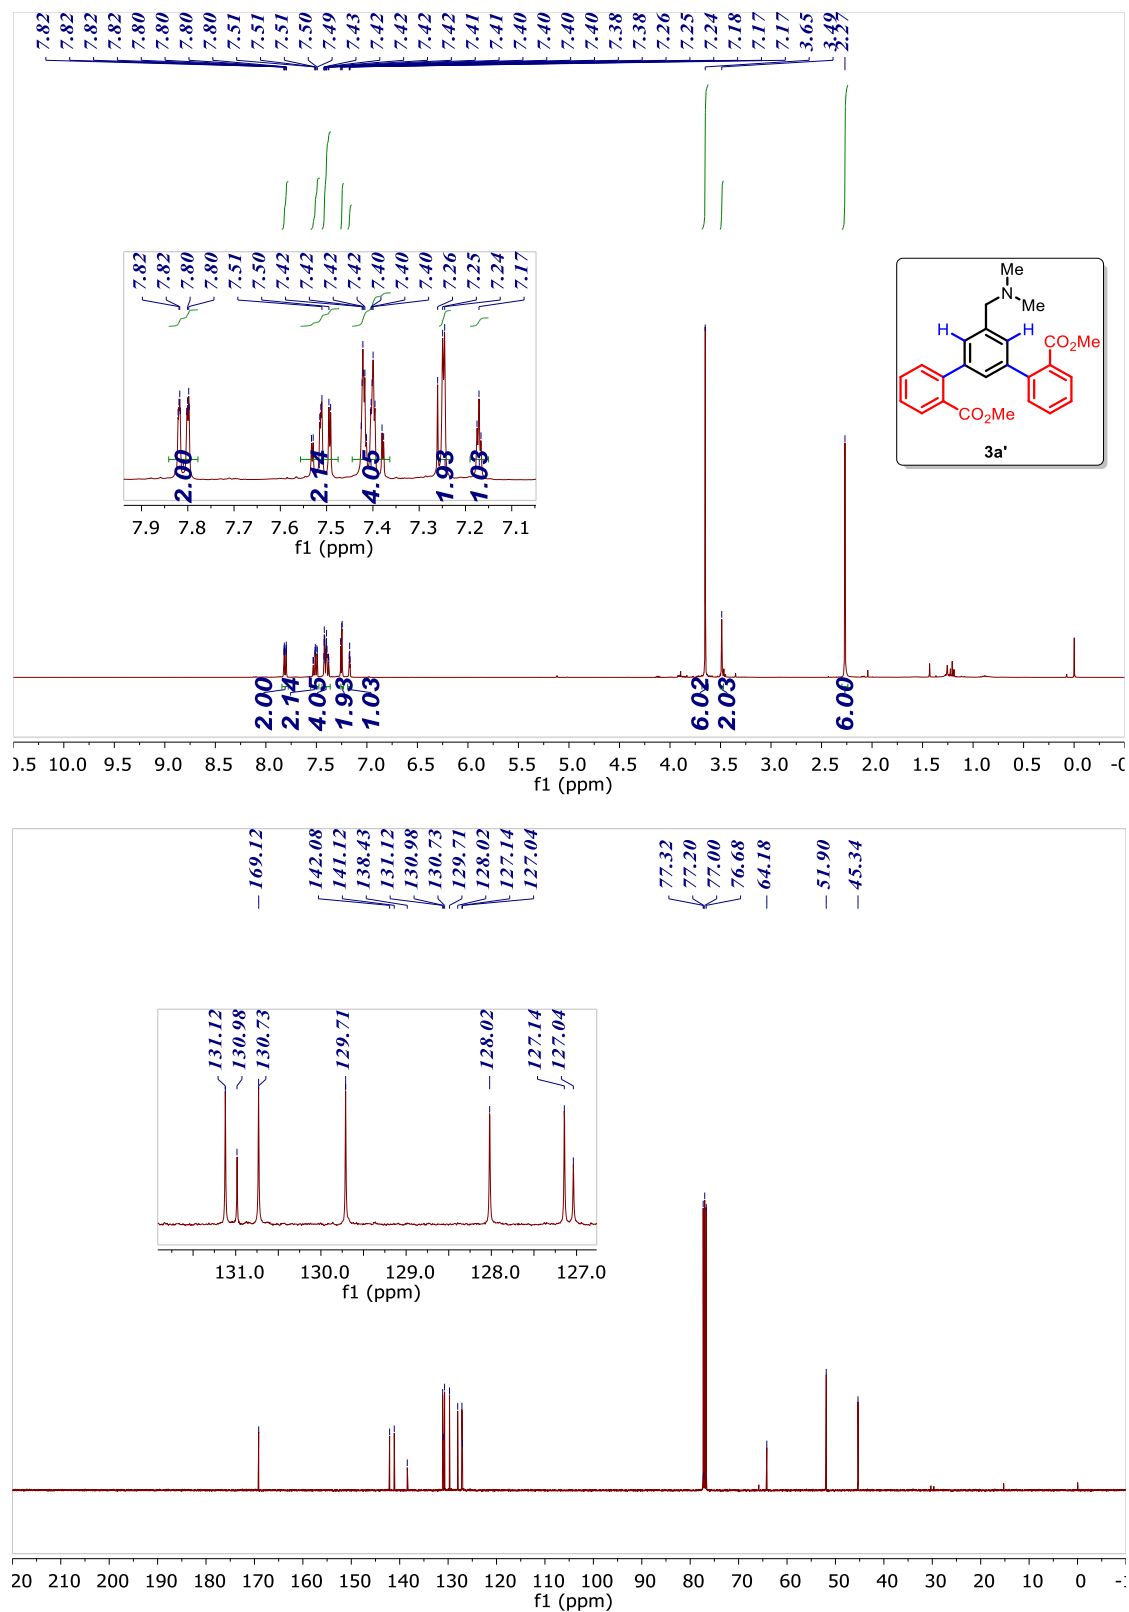 7.82 7.82 7.82 7.82 7.80 7.80 7.80 7.80 7.51 7.51 7.51 7.50 7.49 7.43 7.42 7.42 7.42 7.42 7.41 7.41 7.40 7.40 7.40 7.40 7.38 7.38 7.26 7.25 7.24 7.18 7.17 7.17 3.65 3.49 2.27
7.82 7.82 7.80 7.80 7.51 7.50 7.42 7.42 7.42 7.42 7.40 7.40 7.40 7.26 7.25 7.24 7.17
2.00 2.14 4.05 1.93 1.03
7.9 7.8 7.7 7.6 7.5 7.4 7.3 7.2 7.1
f1 (ppm)
Me
N
Me
H H
CO2Me
CO2Me
3a'
2.00 2.14 4.05 1.93 1.03 6.02 2.03 6.00
0.5 10.0 9.5 9.0 8.5 8.0 7.5 7.0 6.5 6.0 5.5 5.0 4.5 4.0 3.5 3.0 2.5 2.0 1.5 1.0 0.5 0.0 -0
f1 (ppm)
169.12 142.08 141.12 138.43 131.12 130.98 130.73 129.71 128.02 127.14 127.04 77.32 77.20 77.00 76.68 64.18 51.90 45.34
131.12 130.98 130.73 129.71 128.02 127.14 127.04
131.0 130.0 129.0 128.0 127.0
f1 (ppm)
20 210 200 190 180 170 160 150 140 130 120 110 100 90 80 70 60 50 40 30 20 10 0 -1
f1 (ppm)